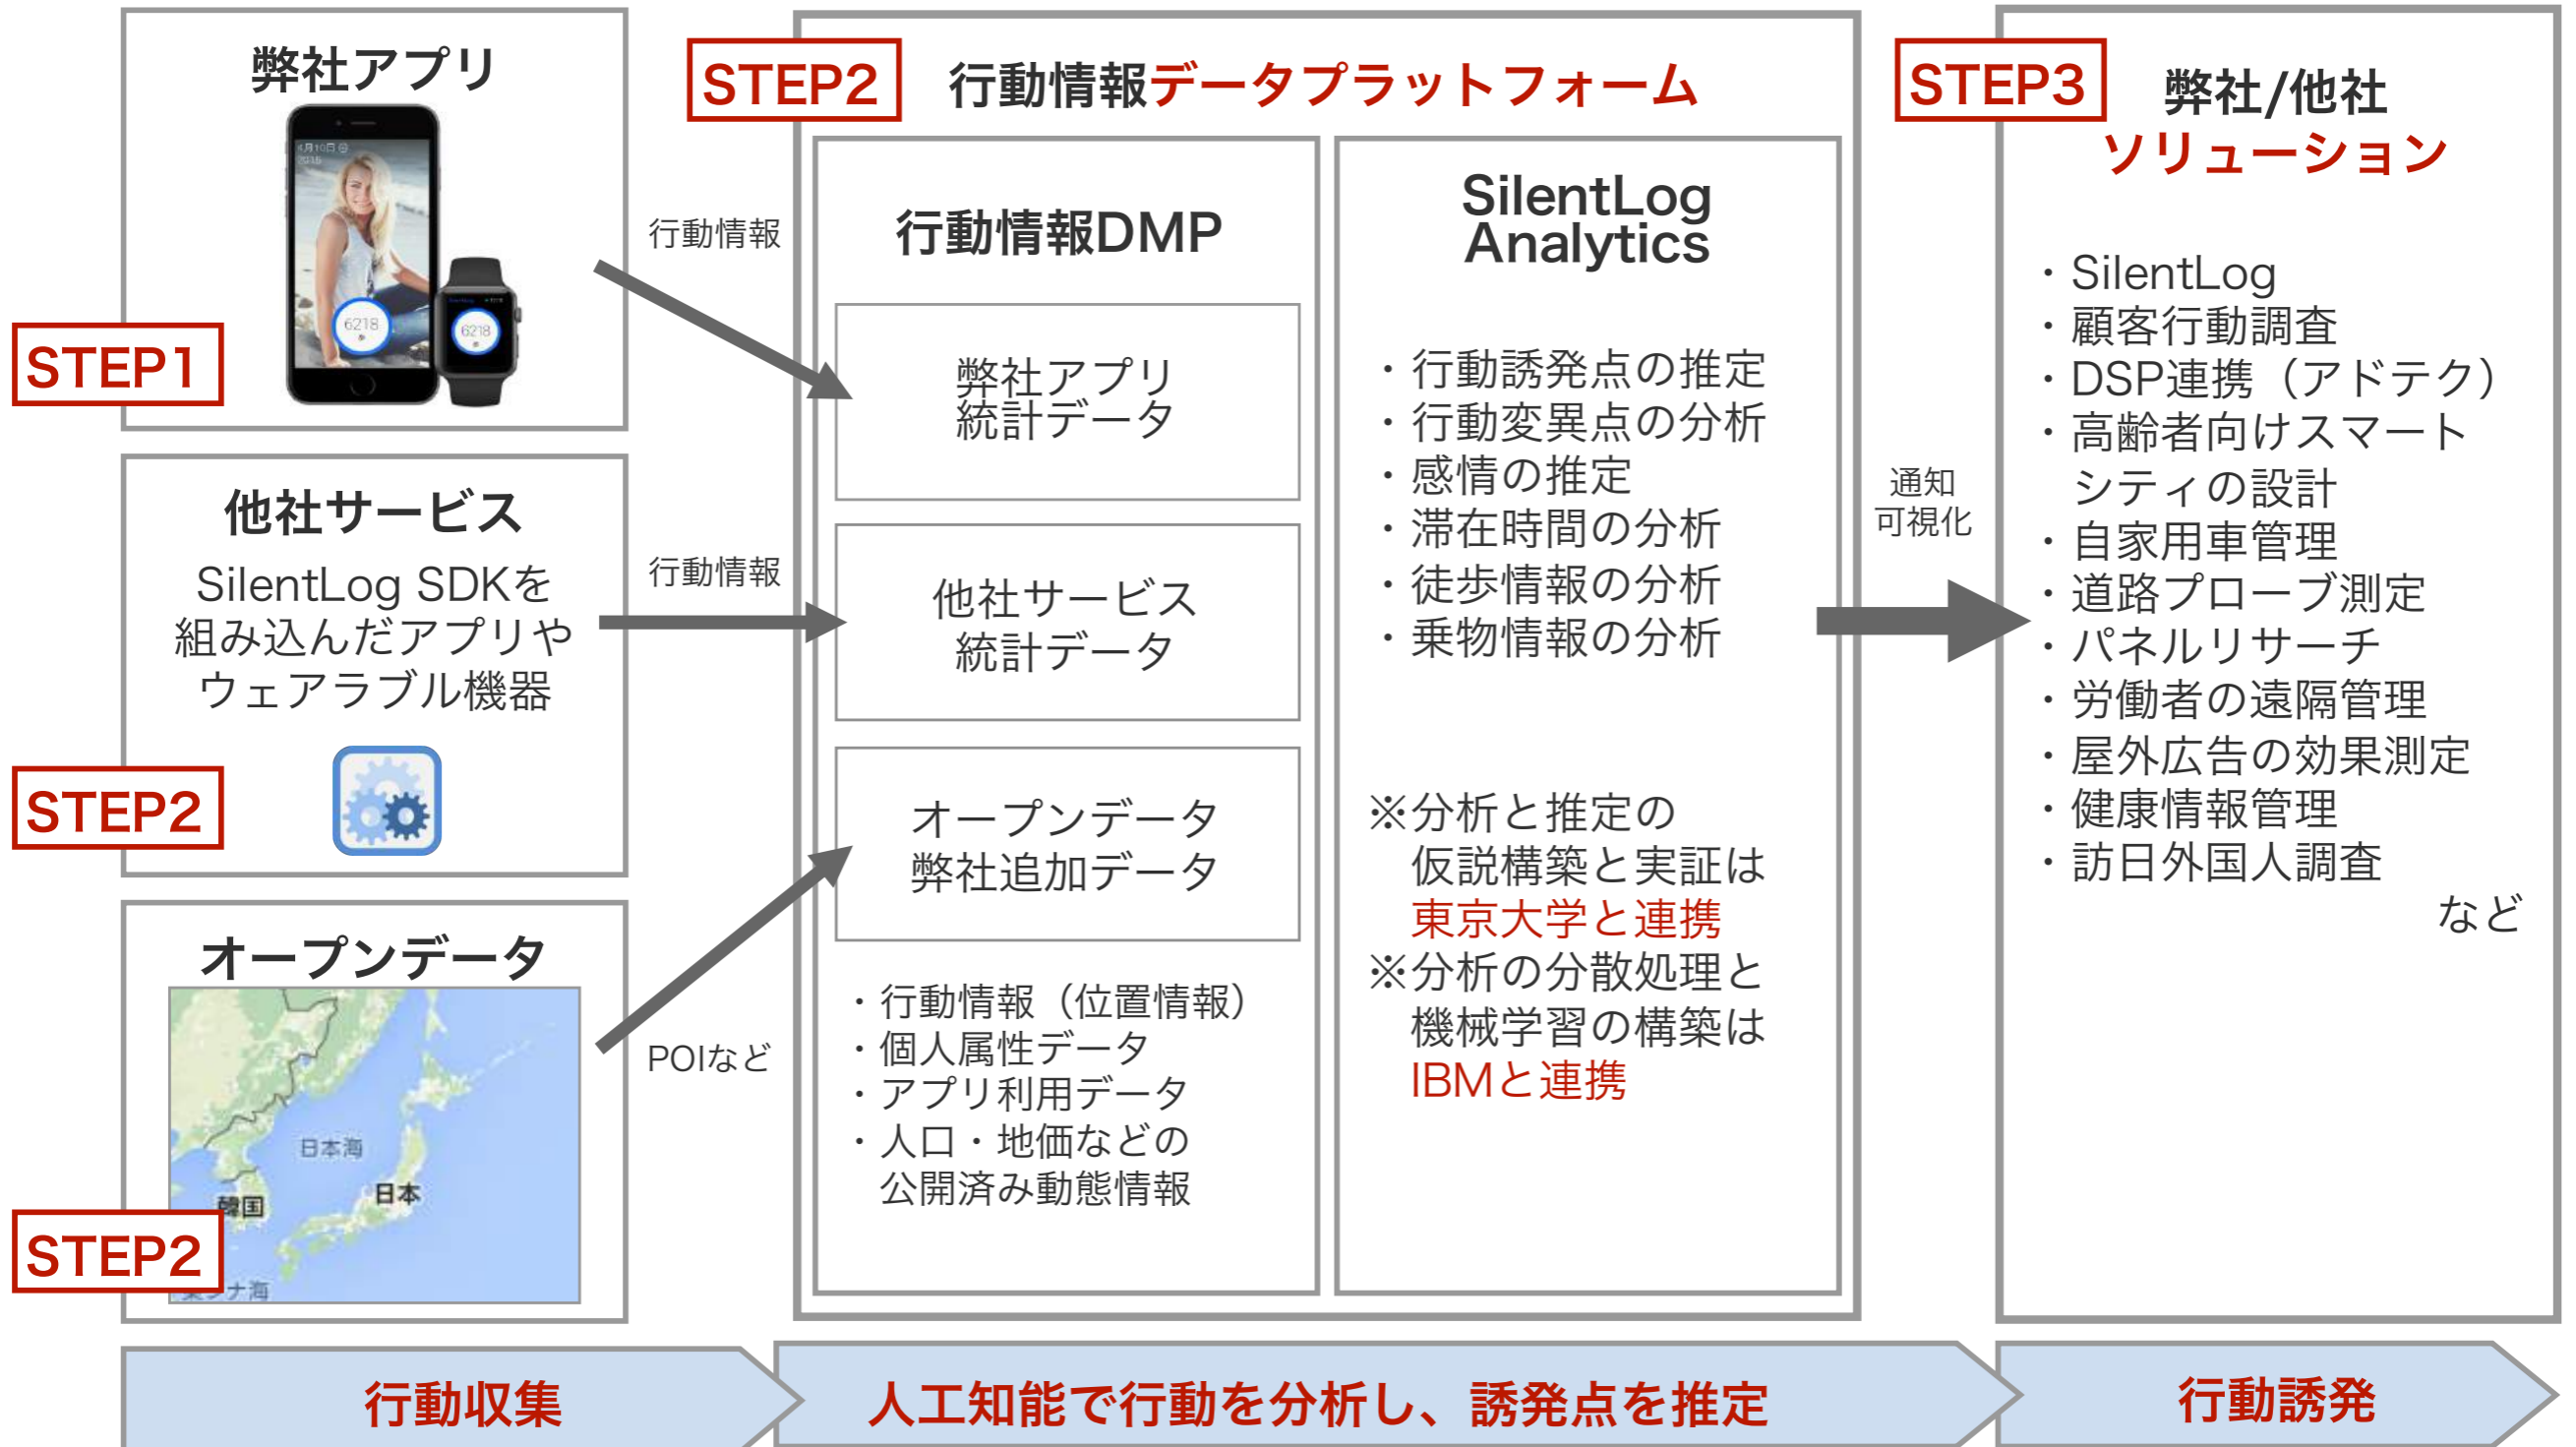 弊社アプリ
4月10日
2015
6218
6218
STEP1
他社サービス
SilentLog SDKを
組み込んだアプリや
ウェアラブル機器
STEP2
オープンデータ
日本海
韓国
日本
ナ海
STEP2
行動情報
行動情報
POIなど
STEP2
行動情報データプラットフォーム
行動情報DMP
弊社アプリ
統計データ
他社サービス
統計データ
オープンデータ
弊社追加データ
・行動情報（位置情報）
・個人属性データ
・アプリ利用データ
・人口・地価などの
公開済み動態情報
SilentLog
Analytics
・行動誘発点の推定
・行動変異点の分析
・感情の推定
・滞在時間の分析
・徒歩情報の分析
・乗物情報の分析
※分析と推定の
仮説構築と実証は
東京大学と連携
※分析の分散処理と
機械学習の構築は
IBMと連携
通知
可視化
STEP3
弊社/他社
ソリューション
・SilentLog
・顧客行動調査
・DSP連携（アドテク）
・高齢者向けスマート
シティの設計
・自家用車管理
・道路プローブ測定
・パネルリサーチ
・労働者の遠隔管理
・屋外広告の効果測定
・健康情報管理
・訪日外国人調査
など
行動収集
人工知能で行動を分析し、誘発点を推定
行動誘発